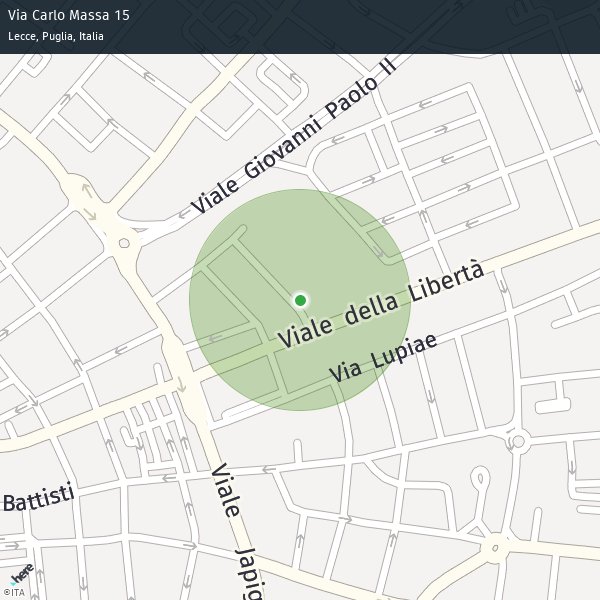 Via Carlo Massa 15
Lecce, Puglia, Italia
Viale Giovanni Paolo II
Viale della Libertà
Via Lupiae
Battisti
Viale Japig
here
©ITA